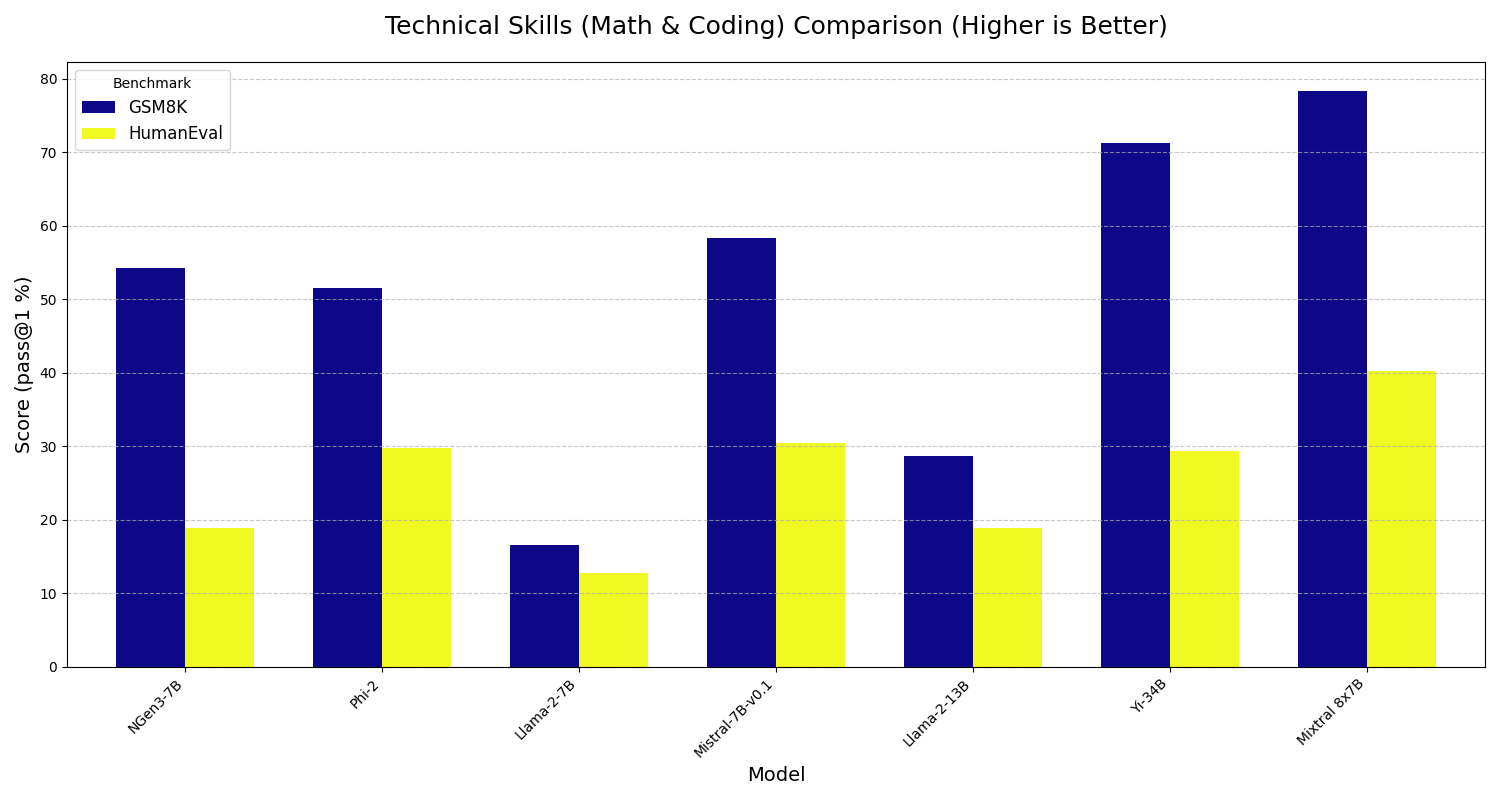 Technical Skills (Math & Coding) Comparison (Higher is Better)
Benchmark
GSM8K
HumanEval
Score (pass@1 %)
80
70
60
50
40
30
20
10
0
NGen3-7B
Phi-2
Llama-2-7B
Mistral-7B-v0.1
Llama-2-13B
Yi-34B
Mixtral 8x7B
Model